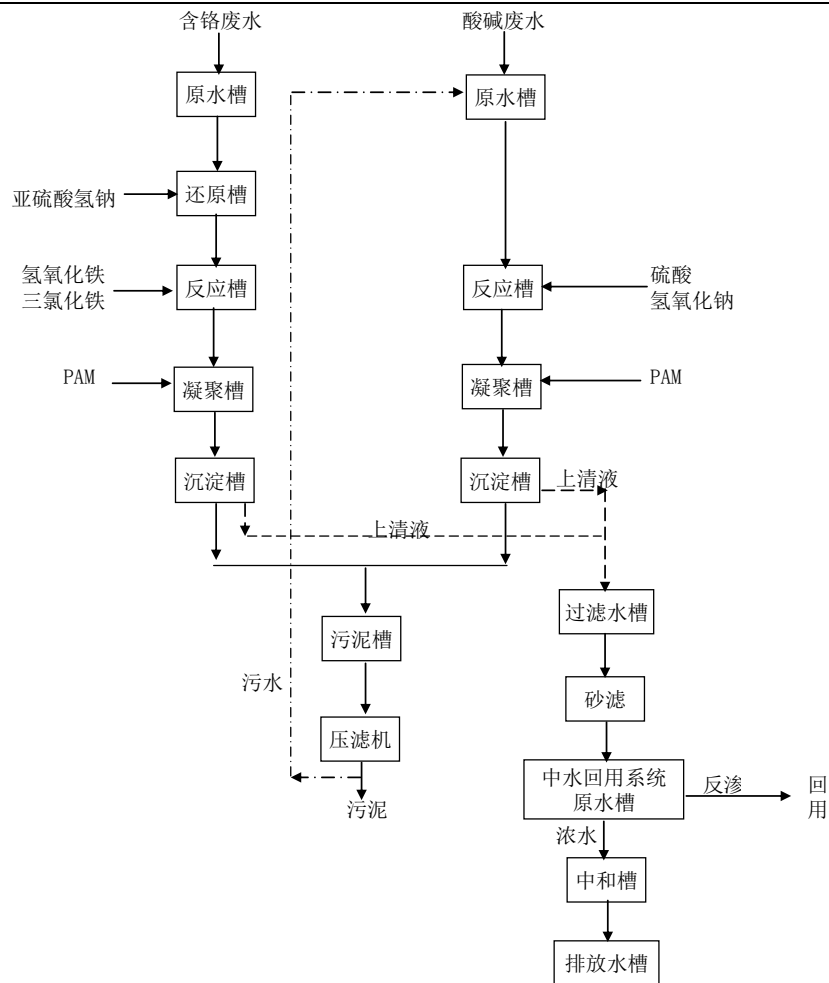 含铬废水
酸碱废水
原水槽
原水槽
亚硫酸氢钠
还原槽
氢氧化铁
三氯化铁
反应槽
反应槽
硫酸
氢氧化钠
PAM
凝聚槽
凝聚槽
PAM
沉淀槽
沉淀槽
上清液
上清液
过滤水槽
污泥槽
污水
砂滤
压滤机
中水回用系统
原水槽
反渗
回
用
污泥
浓水
中和槽
排放水槽